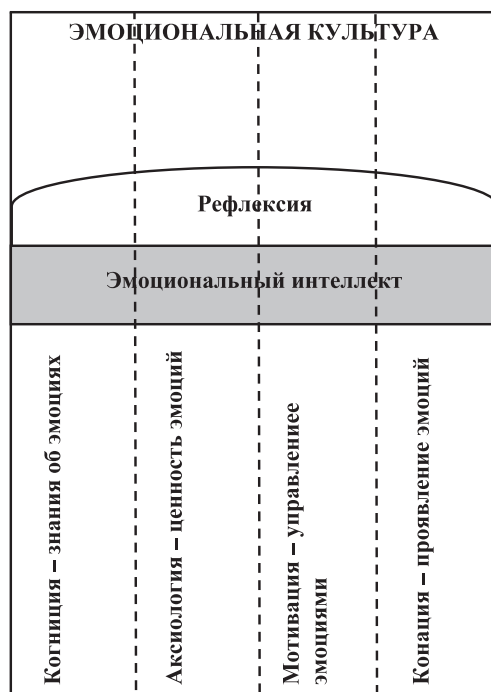 ЭМОЦИОНАЛЬНАЯ КУЛЬТУРА
Рефлексия
Эмоциональный интеллект
Когниция – знания об эмоциях
Аксиология – ценность эмоций
Мотивация – управлениее
эмоциями
Конация – проявление эмоций